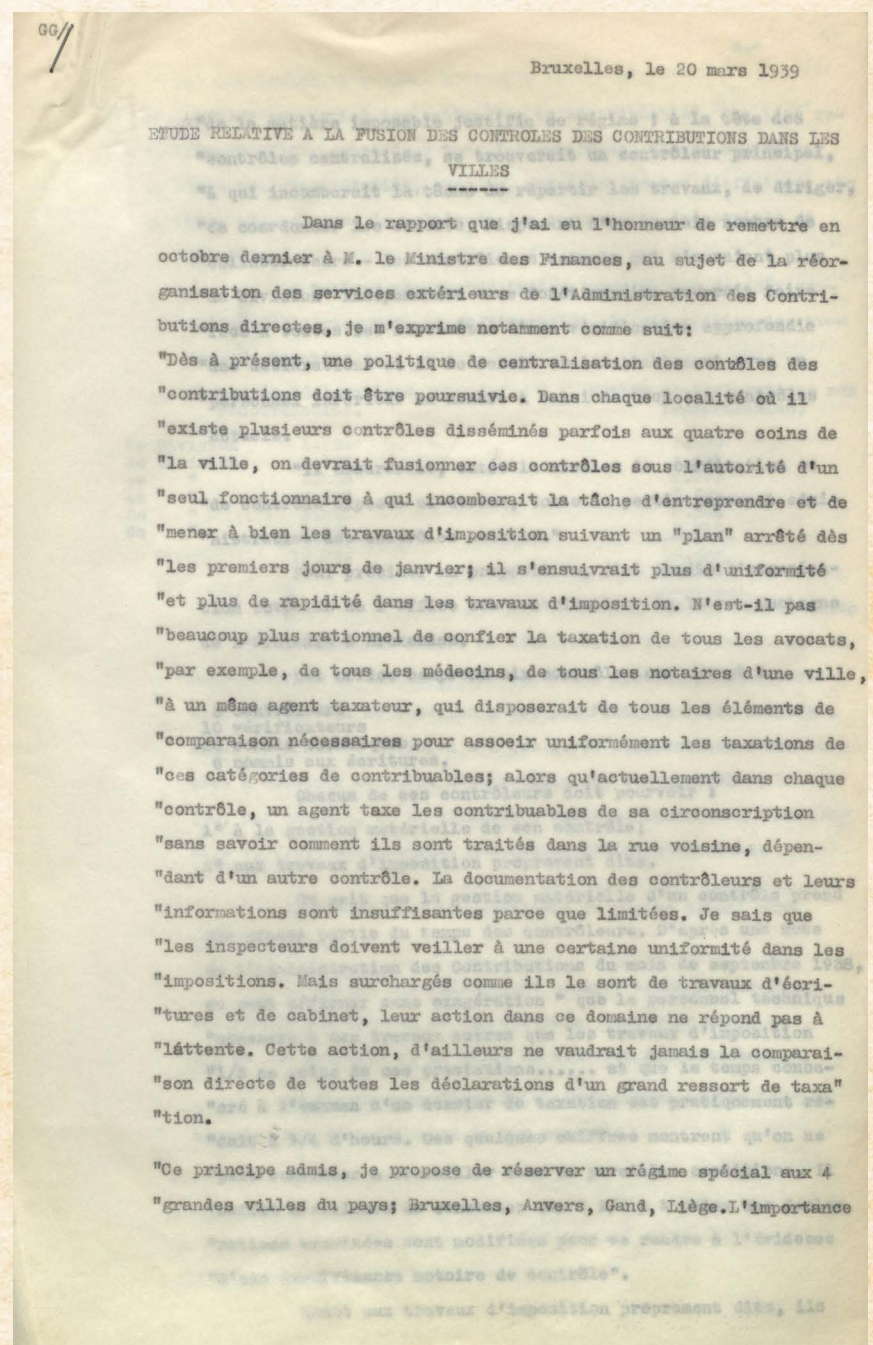 GG/
Bruxelles, le 20 mars 1939
ETUDE RELATIVE A LA FUSION DES CONTROLES DES CONTRIBUTIONS DANS LES
VILLES
Dans le rapport que j'ai eu l'honneur de remettre en
octobre dernier à M. le Ministre des Finances, au sujet de la réor-
ganisation des services extérieurs de l'Administration des Contri-
butions directes, je m'exprime notamment comme suit:
"Dès à présent, une politique de centralisation des contrôles des
"contributions doit être poursuivie. Dans chaque localité où il
"existe plusieurs contrôles disséminés parfois aux quatre coins de
"la ville, on devrait fusionner ces contrôles sous l'autorité d'un
"seul fonctionnaire à qui incomberait la tâche d'entreprendre et de
"mener à bien les travaux d'imposition suivant un "plan" arrêté dès
"les premiers jours de janvier; il s'ensuivrait plus d'uniformité
"et plus de rapidité dans les travaux d'imposition. N'est-il pas
"beaucoup plus rationnel de confier la taxation de tous les avocats,
"par exemple, de tous les médecins, de tous les notaires d'une ville,
"à un même agent taxateur, qui disposerait de tous les éléments de
"comparaison nécessaires pour assoeir uniformément les taxations de
"ces catégories de contribuables; alors qu'actuellement dans chaque
"contrôle, un agent taxe les contribuables de sa circonscription
"sans savoir comment ils sont traités dans la rue voisine, dépen-
"dant d'un autre contrôle. La documentation des contrôleurs et leurs
"informations sont insuffisantes parce que limitées. Je sais que
"les inspecteurs doivent veiller à une certaine uniformité dans les
"impositions. Mais surchargés comme ils le sont de travaux d'écri-
"tures et de cabinet, leur action dans ce domaine ne répond pas à
"láttente. Cette action, d'ailleurs ne vaudrait jamais la comparai-
"son directe de toutes les déclarations d'un grand ressort de taxa"
"tion.
"Ce principe admis, je propose de réserver un régime spécial aux 4
"grandes villes du pays; Bruxelles, Anvers, Gand, Liège.L'importance